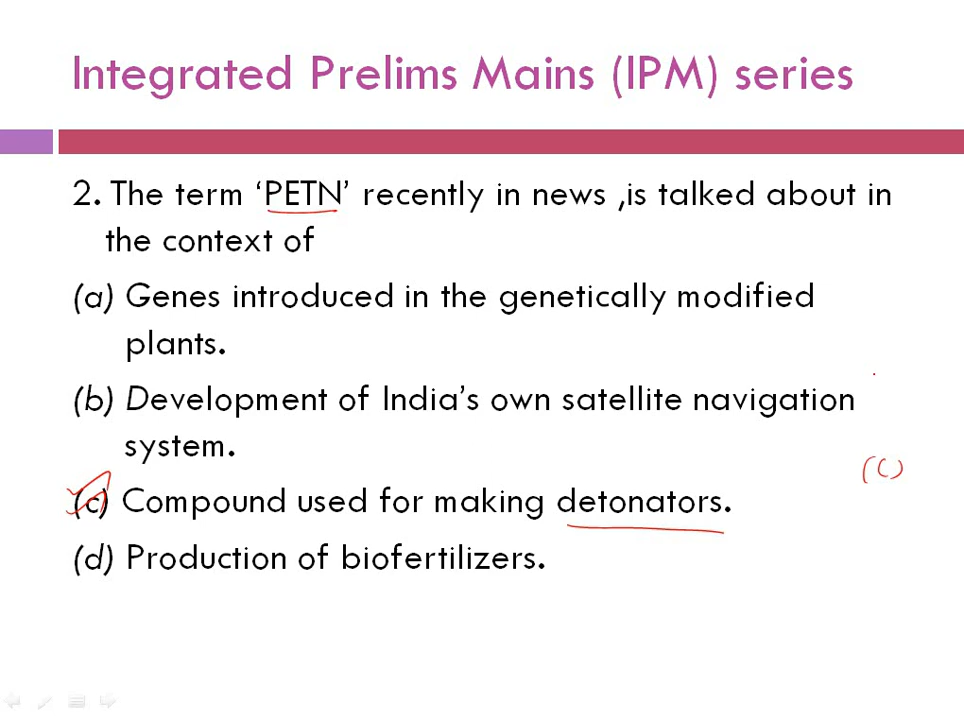 Integrated Prelims Mains (IPM) series
2. The term ‘PETN’ recently in news ,is talked about in
the context of
(a) Genes introduced in the genetically modified
plants.
(b) Development of India’s own satellite navigation
system.
(c)
(c) Compound used for making detonators.
(d) Production of biofertilizers.